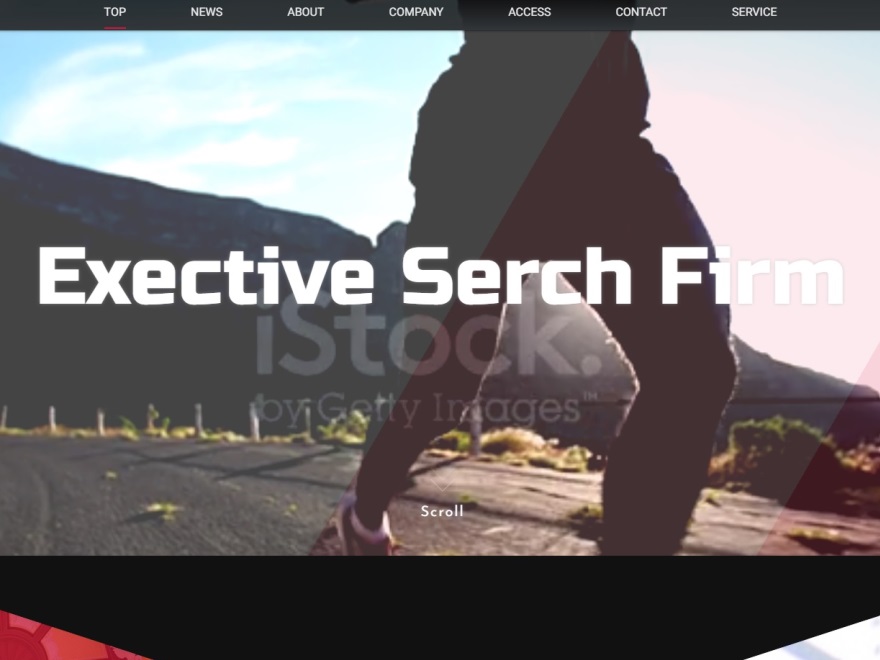 TOP NEWS ABOUT COMPANY ACCESS CONTACT SERVICE
Exective Serch Firm
iStock.
by Getty Images™
Scroll